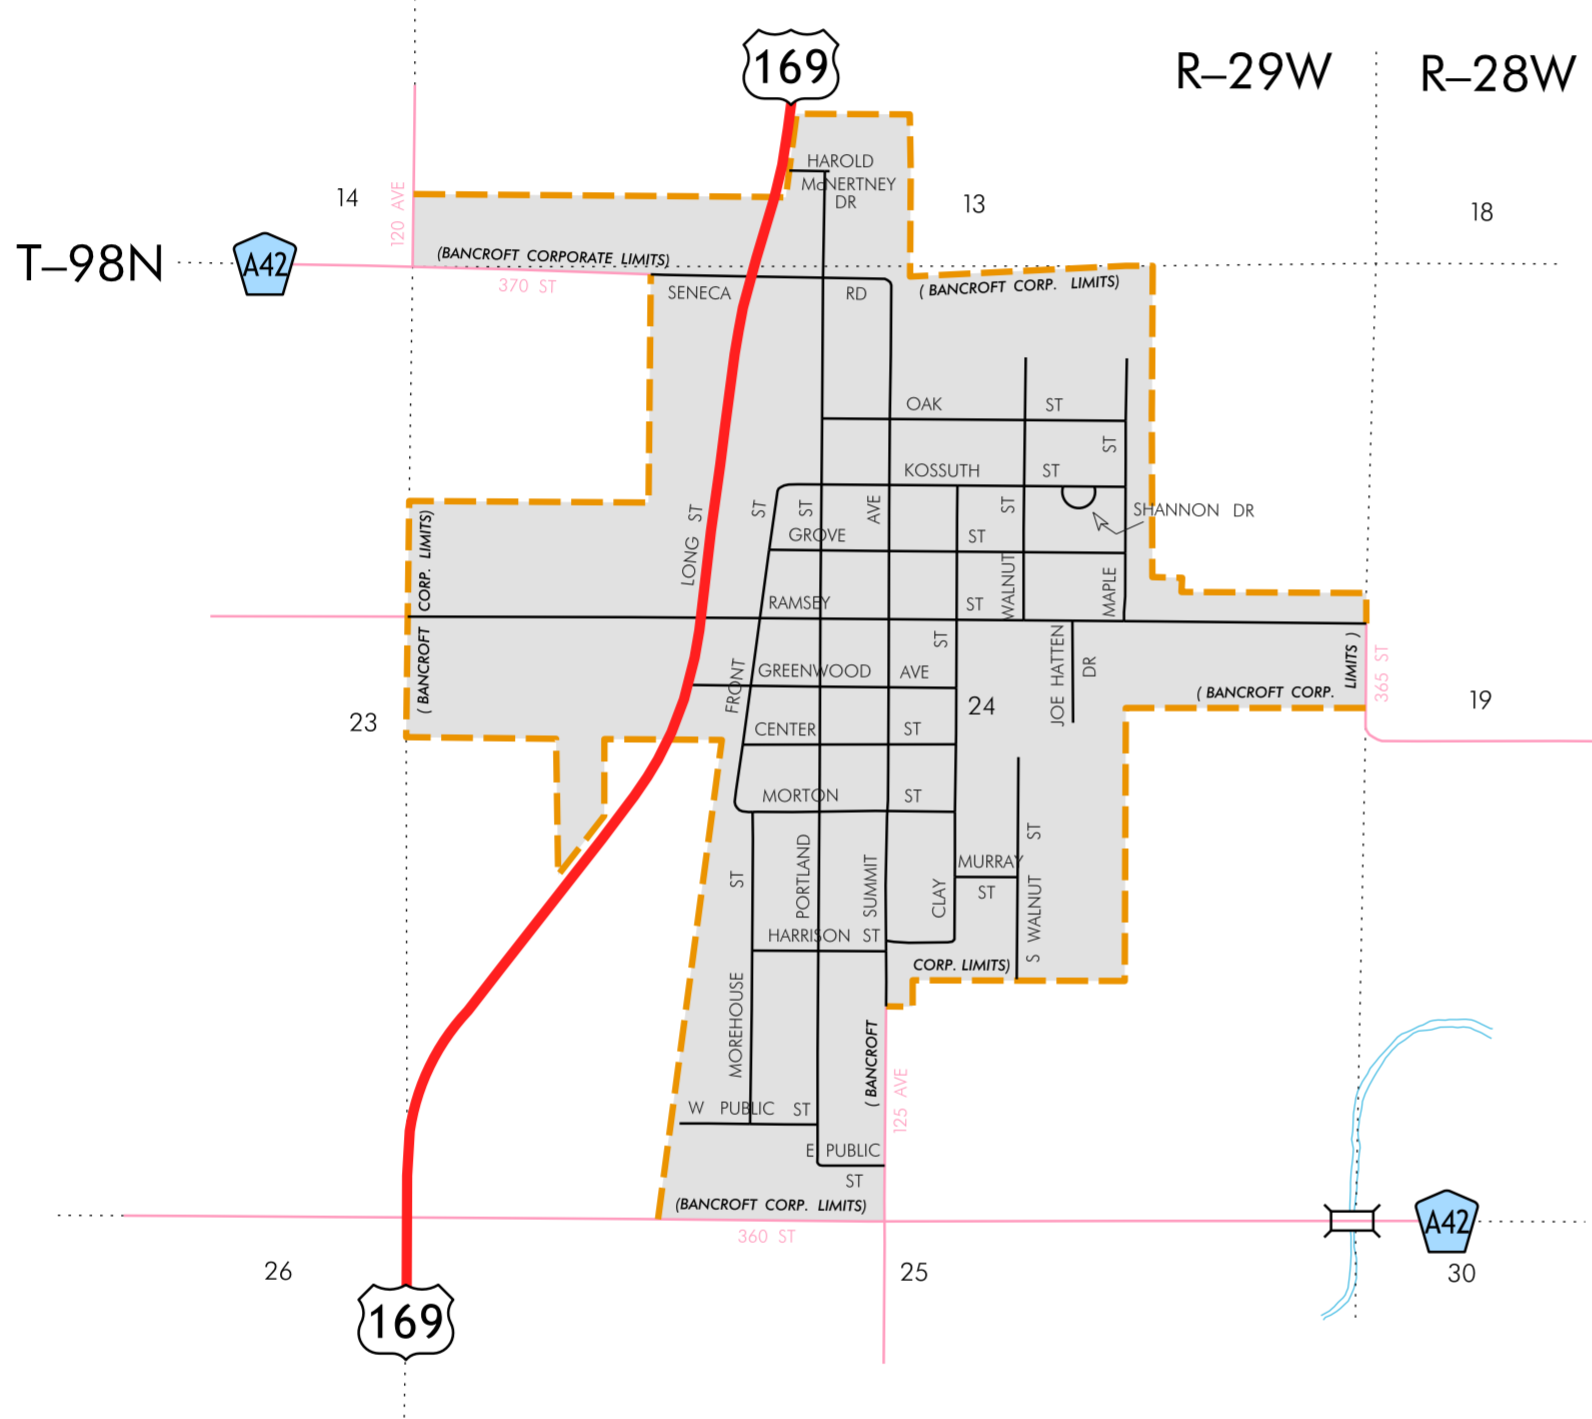 169
R–29W
R–28W
HAROLD
McNERTNEY
DR
14
120 AVE
13
18
T–98N
A42
(BANCROFT CORPORATE LIMITS)
370 ST
SENECA RD
( BANCROFT CORP. LIMITS)
OAK ST
ST
KOSSUTH ST
SHANNON DR
LONG ST
ST
ST
AVE
ST
GROVE ST
( BANCROFT CORP. LIMITS)
WALNUT
MAPLE
RAMSEY ST
ST
FRONT
GREENWOOD AVE
JOE HATTEN DR
( BANCROFT CORP. LIMITS )
365 ST
23
24
19
CENTER ST
MORTON ST
PORTLAND
SUMMIT
CLAY
MURRAY
ST
S WALNUT ST
ST
HARRISON ST
CORP. LIMITS)
MOREHOUSE
( BANCROFT
125 AVE
W PUBLIC ST
E PUBLIC
ST
(BANCROFT CORP. LIMITS)
360 ST
A42
26
25
30
169